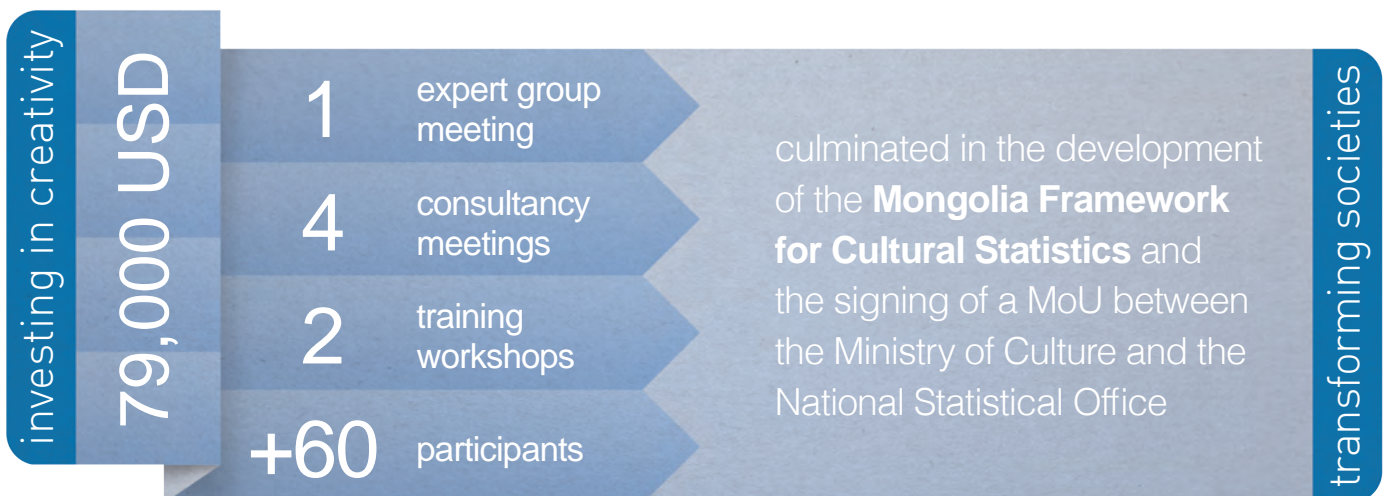 investing in creativity
79,000 USD
1
expert group
meeting
4
consultancy
meetings
2
training
workshops
+60
participants
culminated in the development
of the Mongolia Framework
for Cultural Statistics and
the signing of a MoU between
the Ministry of Culture and the
National Statistical Office
transforming societies